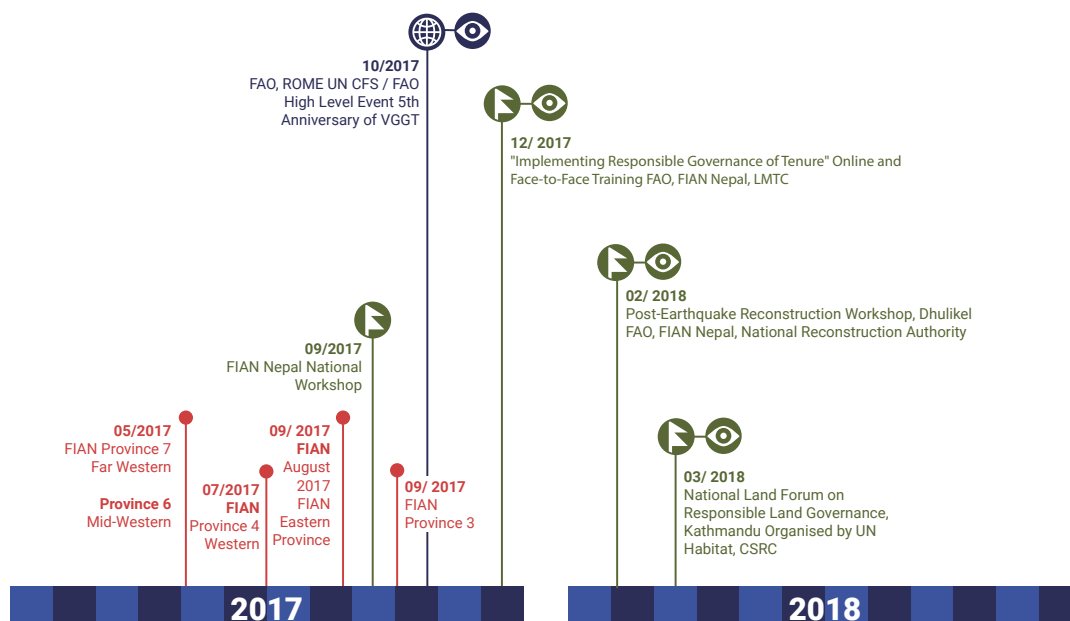 10/2017
FAO, ROME UN CFS / FAO
High Level Event 5th
Anniversary of VGGT
12/ 2017
"Implementing Responsible Governance of Tenure" Online and
Face-to-Face Training FAO, FIAN Nepal, LMTC
02/ 2018
Post-Earthquake Reconstruction Workshop, Dhulikel
FAO, FIAN Nepal, National Reconstruction Authority
09/2017
FIAN Nepal National
Workshop
05/2017
FIAN Province 7
Far Western
Province 6
Mid-Western
07/2017
FIAN
Province 4
Western
09/ 2017
FIAN
August
2017
FIAN
Eastern
Province
09/ 2017
FIAN
Province 3
03/ 2018
National Land Forum on
Responsible Land Governance,
Kathmandu Organised by UN
Habitat, CSRC
2017
2018